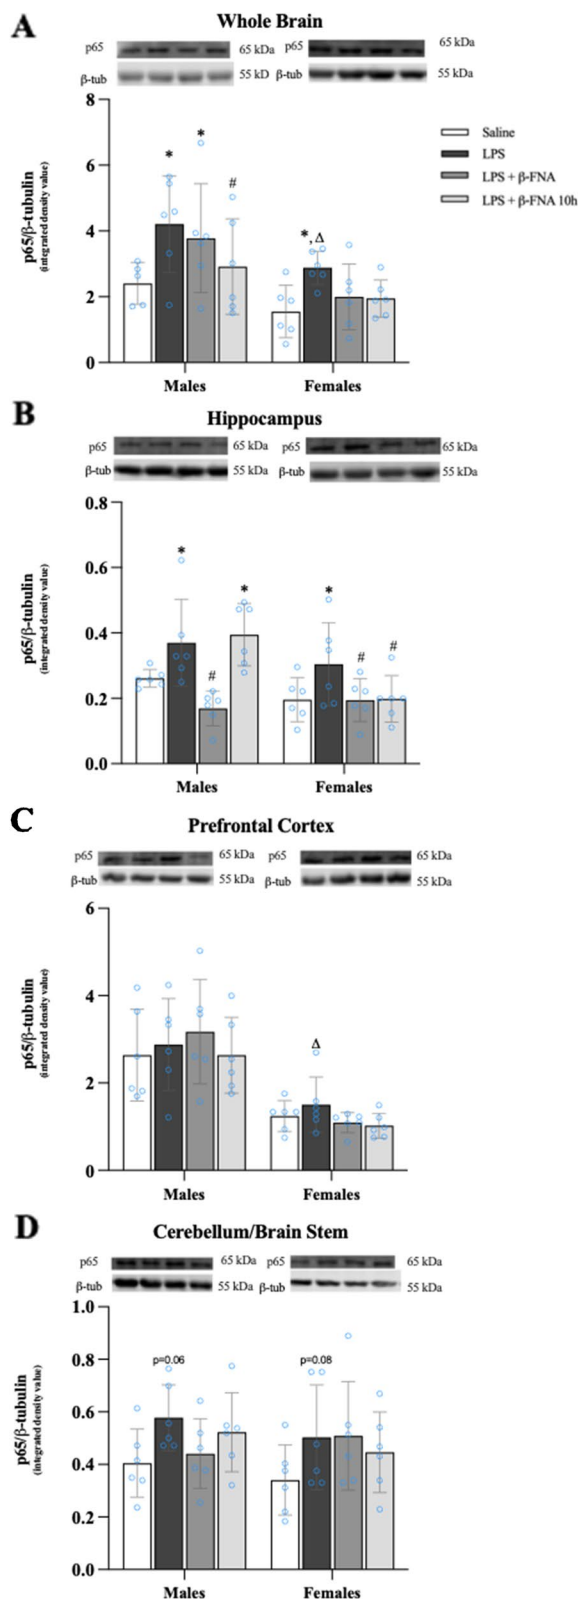 A
Whole Brain
p65 65 kDa p65 65 kDa
β-tub 55 kD β-tub 55 kDa
8
6
4
2
0
p65/β-tubulin
(integrated density value)
* * # *, Δ
Males Females
Saline
LPS
LPS + β-FNA
LPS + β-FNA 10h
B
Hippocampus
p65 65 kDa p65 65 kDa
β-tub 55 kDa β-tub 55 kDa
0.8
0.6
0.4
0.2
0.0
p65/β-tubulin
(integrated density value)
* # * * # #
Males Females
C
Prefrontal Cortex
p65 65 kDa p65 65 kDa
β-tub 55 kDa β-tub 55 kDa
6
4
2
0
p65/β-tubulin
(integrated density value)
Δ
Males Females
D
Cerebellum/Brain Stem
p65 65 kDa p65 65 kDa
β-tub 55 kDa β-tub 55 kDa
1.0
0.8
0.6
0.4
0.2
0.0
p65/β-tubulin
(integrated density value)
p=0.06 p=0.08
Males Females